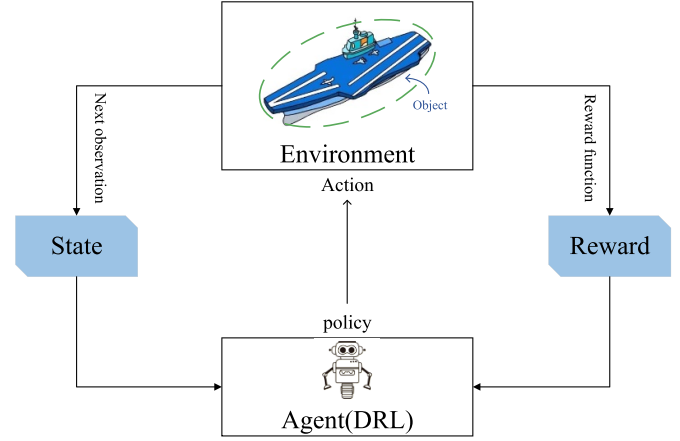 Object
Environment
Next observation
Reward function
Action
State
Reward
policy
Agent(DRL)